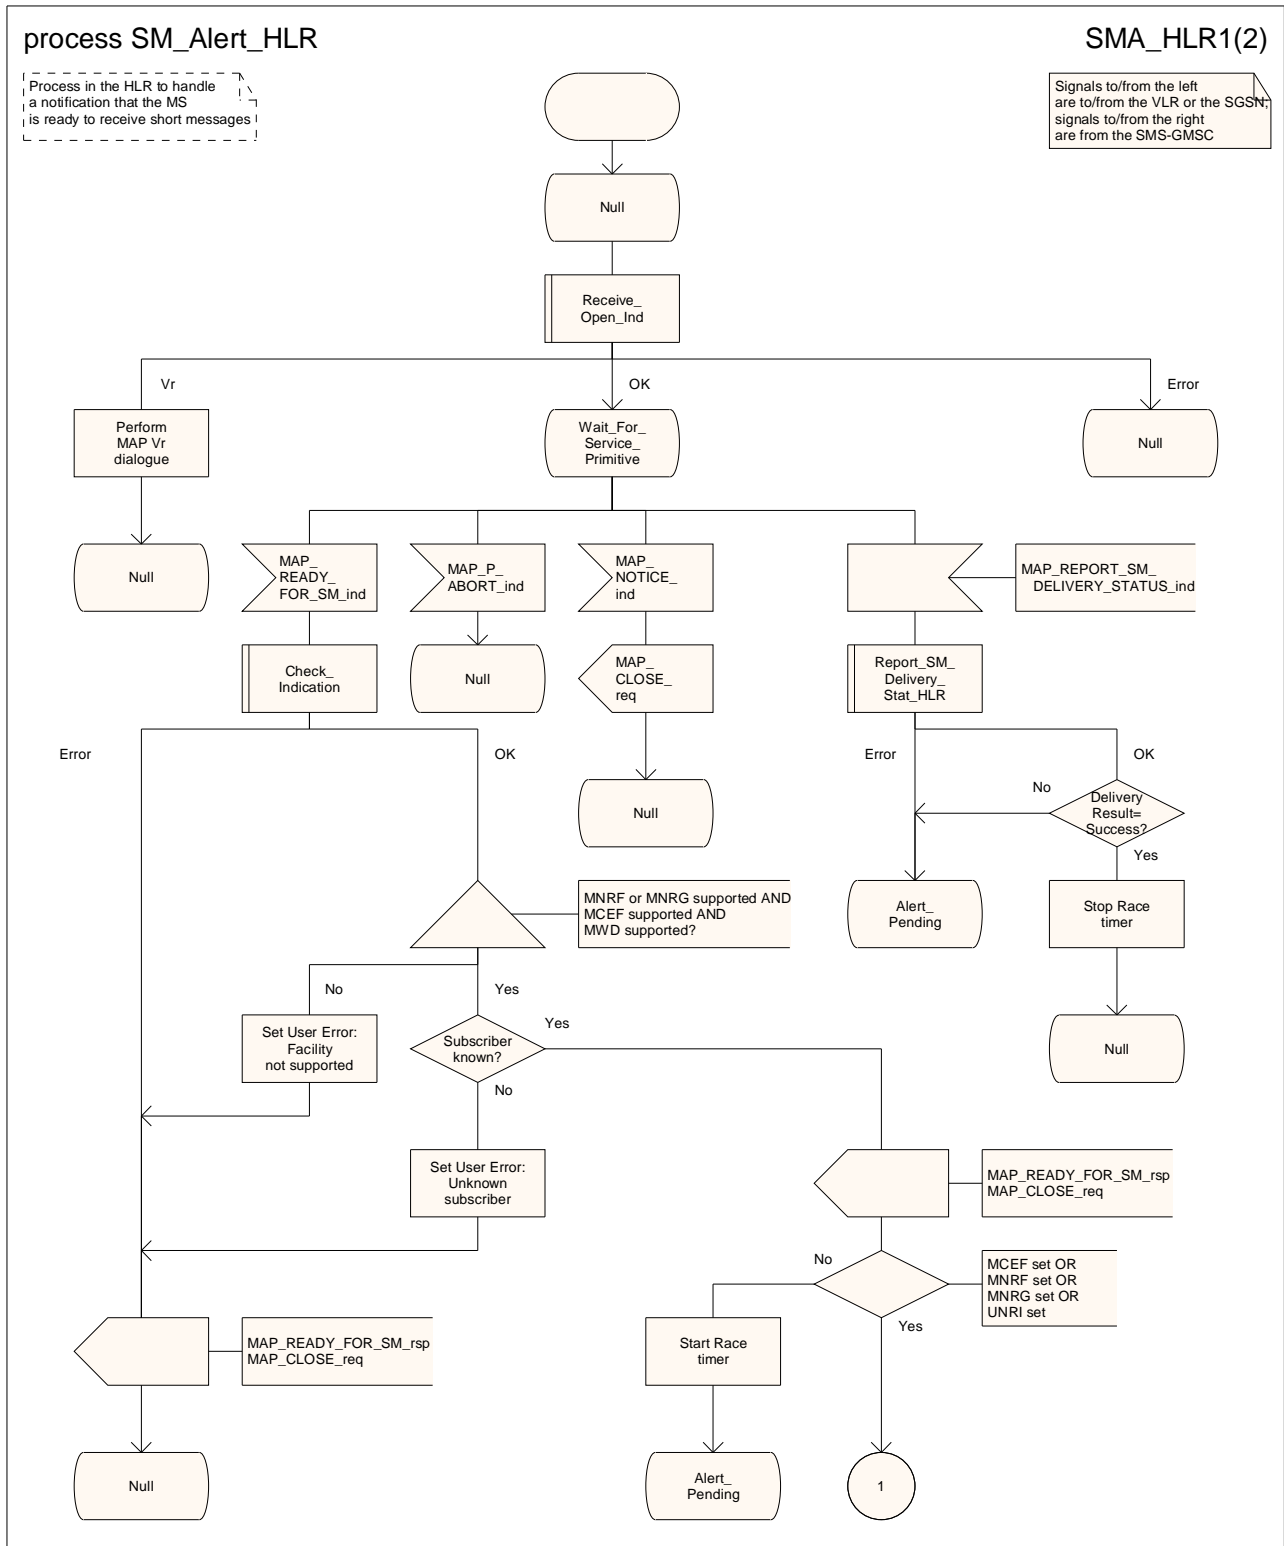 process SM_Alert_HLR
SMA_HLR1(2)
Process in the HLR to handle
a notification that the MS
is ready to receive short messages
Signals to/from the left
are to/from the VLR or the SGSN;
signals to/from the right
are from the SMS-GMSC
Null
Receive_
Open_Ind
Vr
OK
Error
Perform
MAP Vr
dialogue
Wait_For_
Service_
Primitive
Null
Null
MAP_
READY_
FOR_SM_ind
MAP_P_
ABORT_ind
MAP_
NOTICE_
ind
MAP_REPORT_SM_
DELIVERY_STATUS_ind
Check_
Indication
Null
MAP_
CLOSE_
req
Report_SM_
Delivery_
Stat_HLR
Error
OK
Error
OK
Null
No
Delivery
Result=
Success?
Yes
MNRF or MNRG supported AND
MCEF supported AND
MWD supported?
Alert_
Pending
Stop Race
timer
No
Yes
Set User Error:
Facility
not supported
Subscriber
known?
Yes
No
Null
Set User Error:
Unknown
subscriber
MAP_READY_FOR_SM_rsp
MAP_CLOSE_req
No
MCEF set OR
MNRF set OR
MNRG set OR
UNRI set
Yes
MAP_READY_FOR_SM_rsp
MAP_CLOSE_req
Start Race
timer
Null
Alert_
Pending
1